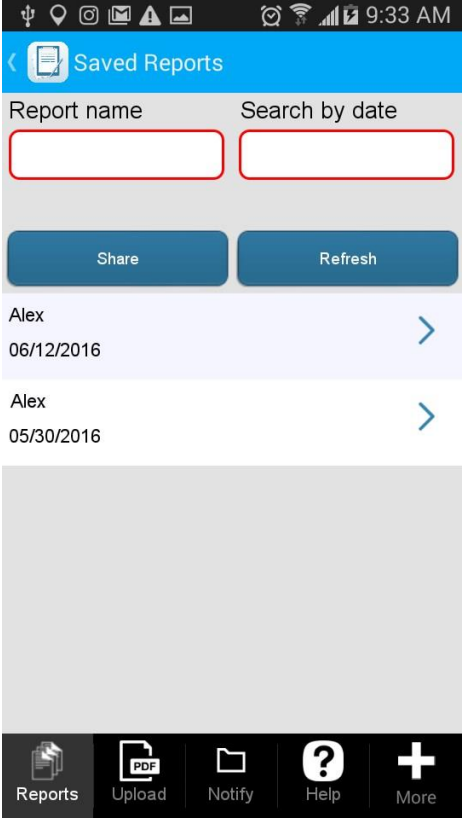 9:33 AM
Saved Reports
Report name Search by date
Share Refresh
Alex
06/12/2016
Alex
05/30/2016
PDF
Reports Upload Notify Help More